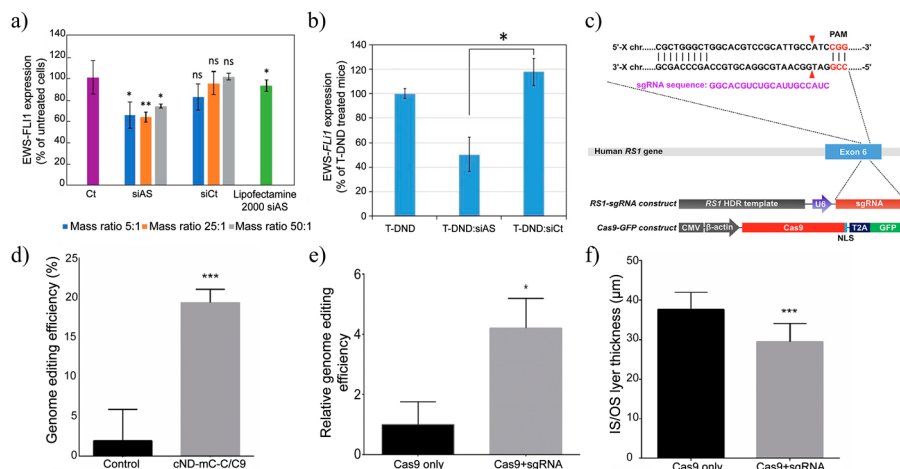 a)
EWS-FLI1 expression
(% of untreated cells)
140
120
100
80
60
40
20
0
* ** *
ns ns ns
*
Ct siAS siCt Lipofectamine
2000 siAS
Mass ratio 5:1 Mass ratio 25:1 Mass ratio 50:1
b)
EWS-FLi1 expression
(% of T-DND treated mice)
120
100
80
60
40
20
0
*
T-DND T-DND:siAS T-DND:siCt
c)
PAM
5'-X chr......CGCTGGGCTGGCACGTCCGCATTGCCATCCGG......-3'
3'-X chr......GCGACCCGACCGTGCAGGCGTAACGGTAGGCC......-5'
sgRNA sequence: GGCACGUCUGCAUUGCCAUC
Human RS1 gene
Exon 6
RS1-sgRNA construct RS1 HDR template U6 sgRNA
Cas9-GFP construct CMV β-actin Cas9 T2A GFP
NLS
d)
Genome editing efficiency (%)
20
10
0
***
Control cND-mC-C/C9
e)
Relative genome editing
efficiency
6
4
2
0
*
Cas9 only Cas9+sgRNA
f)
IS/OS lyer thickness (µm)
50
40
30
20
10
0
***
Cas9 only Cas9+sgRNA